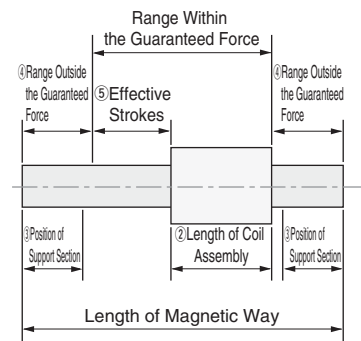 Range Within
the Guaranteed Force
④Range Outside
the Guaranteed
Force
⑤Effective
Strokes
④Range Outside
the Guaranteed
Force
③Position of
Support Section
②Length of Coil
Assembly
③Position of
Support Section
Length of Magnetic Way